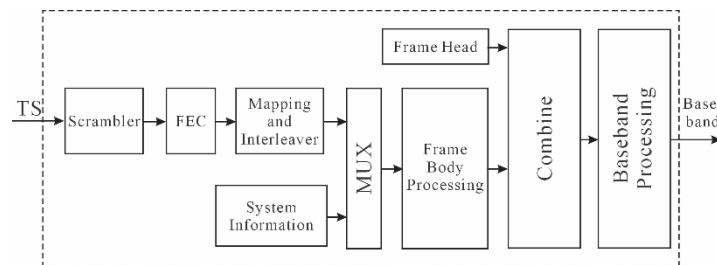 Frame Head
TS
Scrambler
FEC
Mapping
and
Interleaver
MUX
Frame
Body
Processing
Combine
Baseband
Processing
Base
band
System
Information